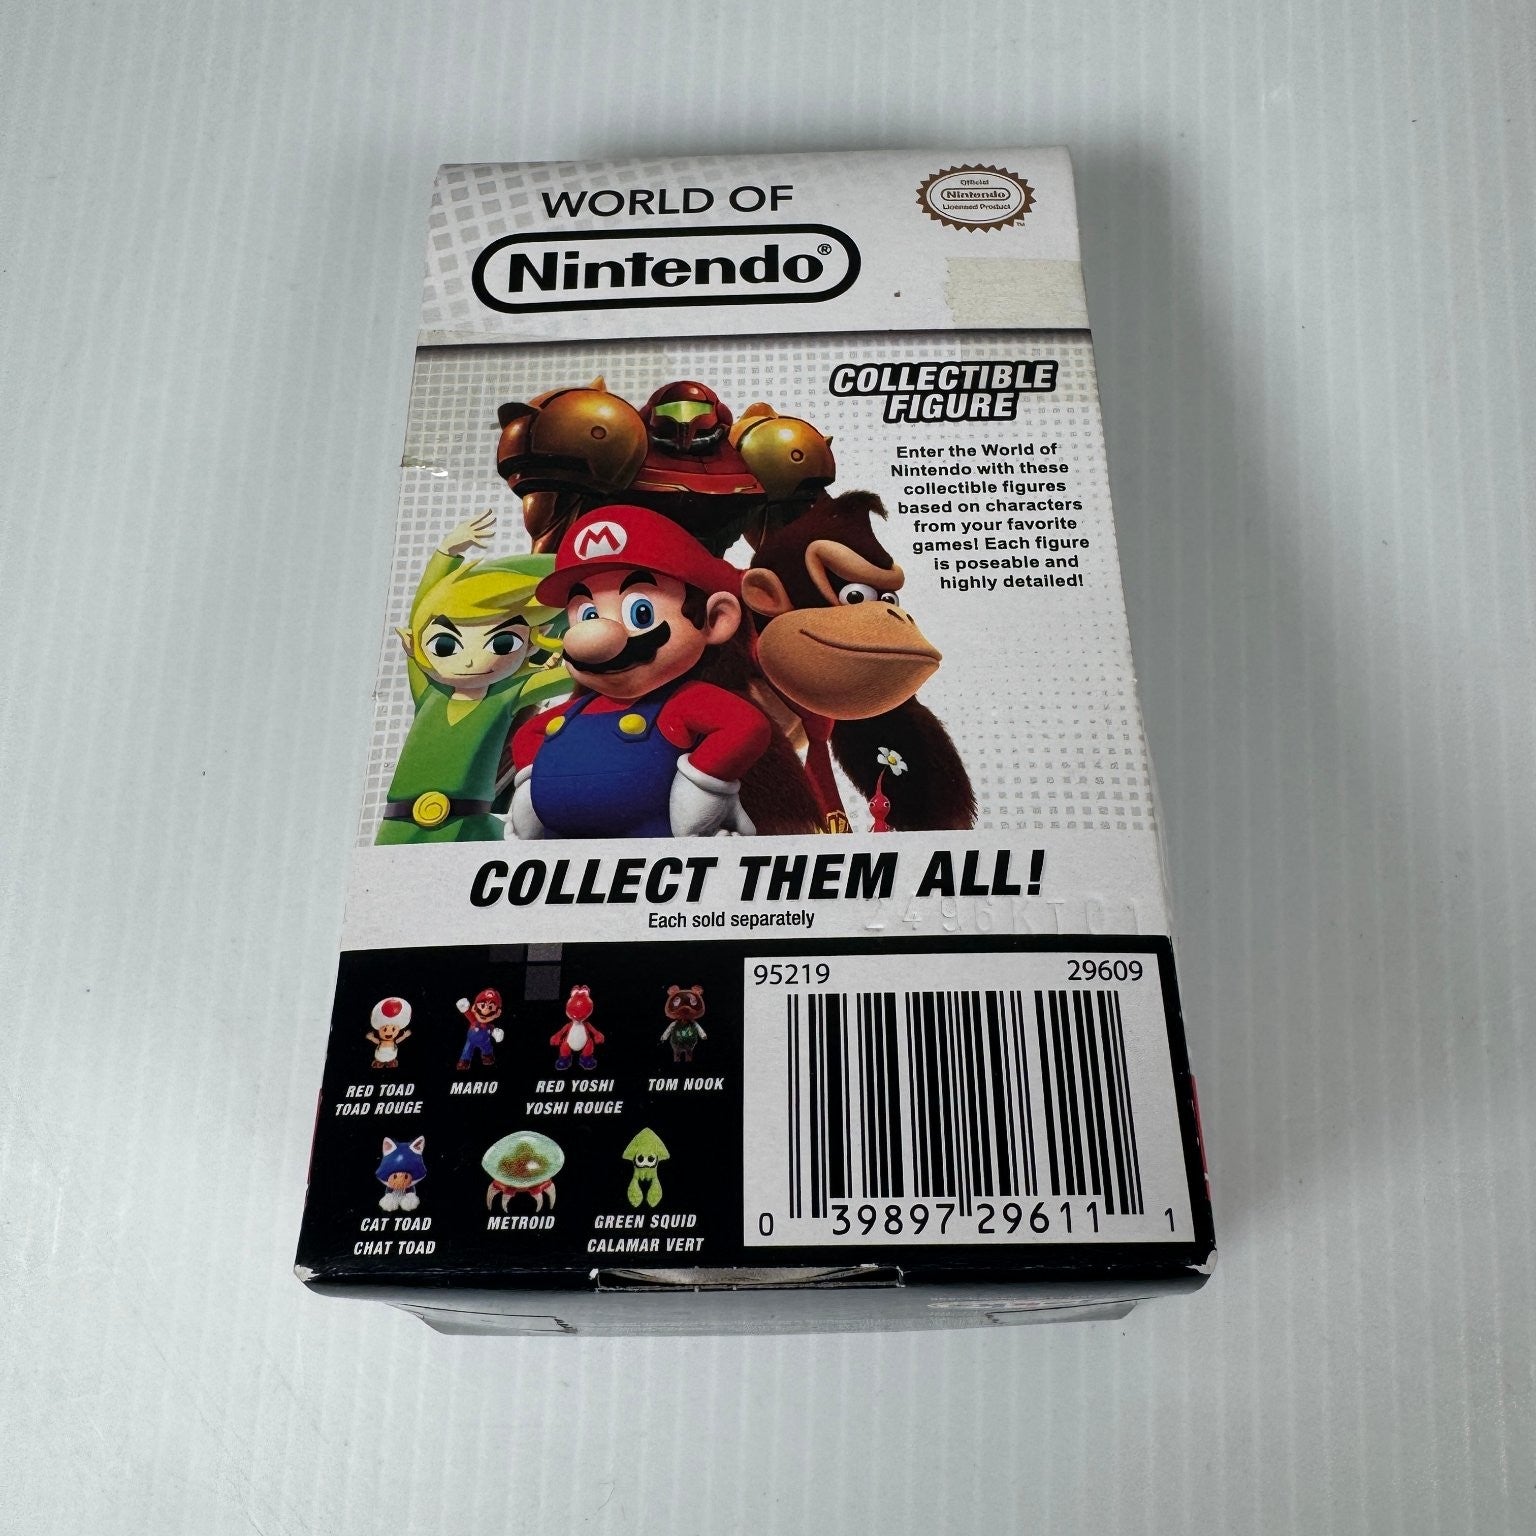 WORLD OF
Nintendo®
Official
Nintendo
Licensed Product
TM
COLLECTIBLE
FIGURE
Enter the World of
Nintendo with these
collectible figures
based on characters
from your favorite
games! Each figure
is poseable and
highly detailed!
M
COLLECT THEM ALL!
Each sold separately
2496KT01
95219 29609
RED TOAD
TOAD ROUGE
MARIO
RED YOSHI
YOSHI ROUGE
TOM NOOK
CAT TOAD
CHAT TOAD
METROID
GREEN SQUID
CALAMAR VERT
0 39897 29611 1